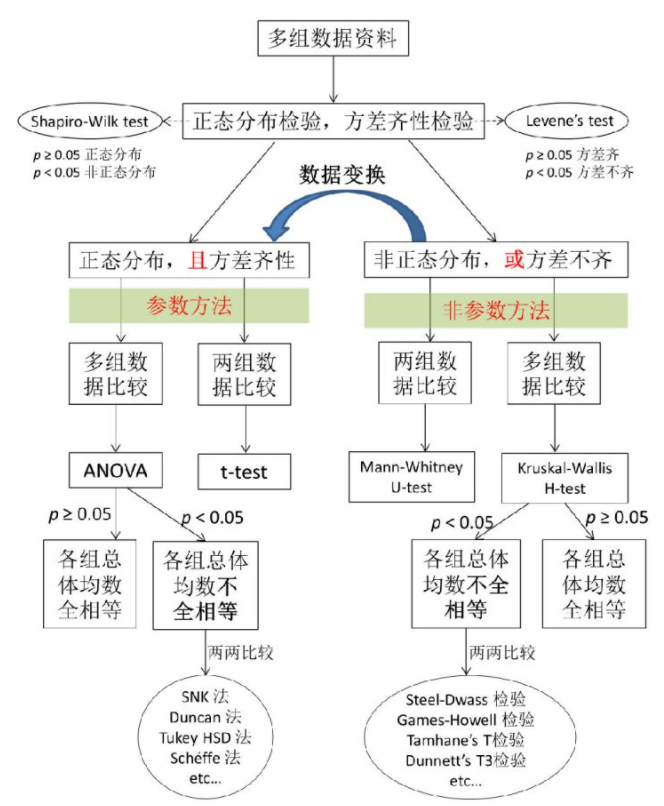 多组数据资料
Shapiro-Wilk test
正态分布检验，方差齐性检验
Levene's test
p ≥ 0.05 正态分布
p < 0.05 非正态分布
p ≥ 0.05 方差齐
p < 0.05 方差不齐
数据变换
正态分布，且方差齐性
非正态分布，或方差不齐
参数方法
非参数方法
多组数
据比较
两组数
据比较
两组数
据比较
多组数
据比较
ANOVA
t-test
Mann-Whitney
U-test
Kruskal-Wallis
H-test
p ≥ 0.05
p < 0.05
p < 0.05
p ≥ 0.05
各组总
体均数
全相等
各组总体
均数不
全相等
各组总体
均数不全
相等
各组总
体均数
全相等
两两比较
两两比较
SNK 法
Duncan 法
Tukey HSD 法
Schéffe 法
etc...
Steel-Dwass 检验
Games-Howell 检验
Tamhane's T检验
Dunnett's T3检验
etc...